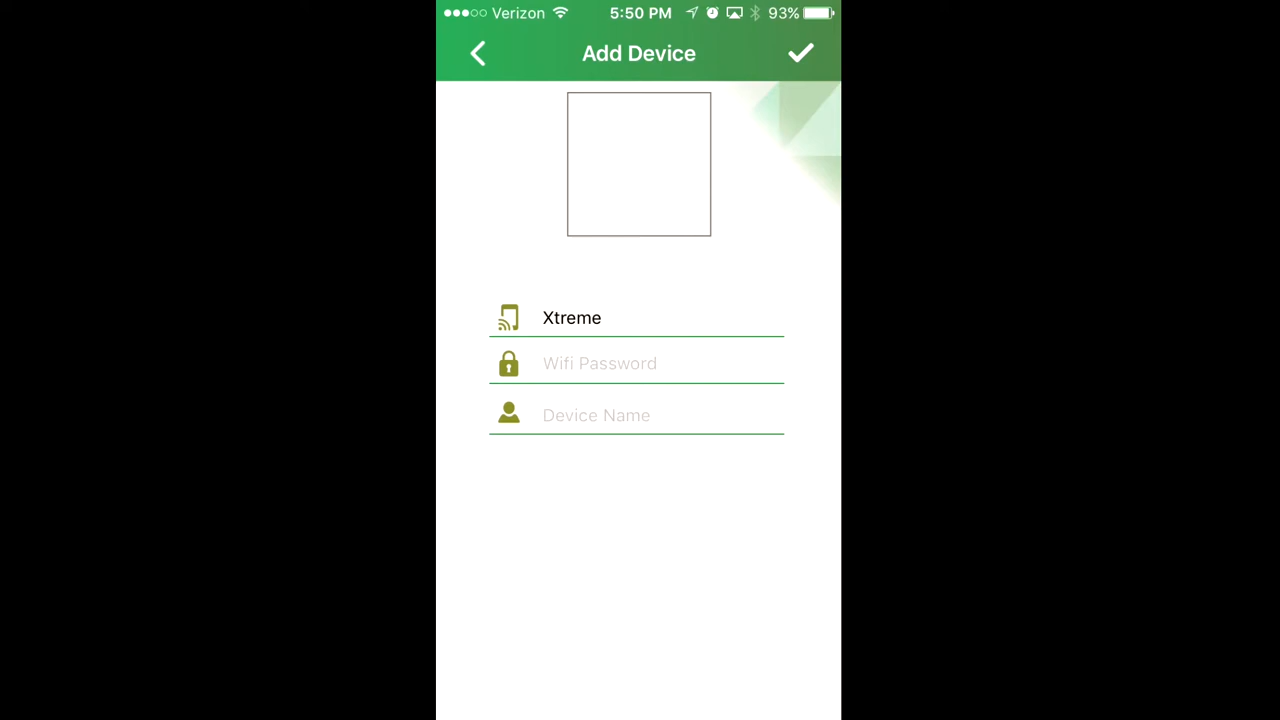 Verizon 5:50 PM 93%
Add Device
Xtreme
Wifi Password
Device Name